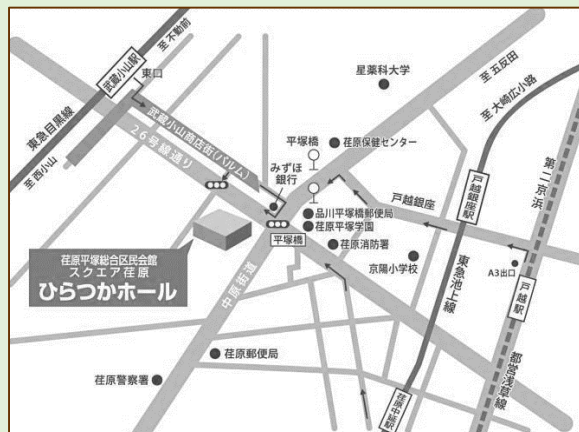 至 不動前
武蔵小山駅
東口
東急目黒線
至 西小山
武蔵小山商店街(パルム)
26号線通り
星薬科大学
至 五反田
至 大崎広小路
平塚橋
荏原保健センター
みずほ
銀行
戸越銀座
戸越銀座駅
第二京浜
品川平塚橋郵便局
荏原平塚学園
平塚橋
荏原消防署
京陽小学校
東急池上線
A3出口
戸越駅
荏原平塚総合区民会館
スクエア荏原
ひらつかホール
中原街道
荏原郵便局
荏原警察署
荏原中延駅
都営浅草線